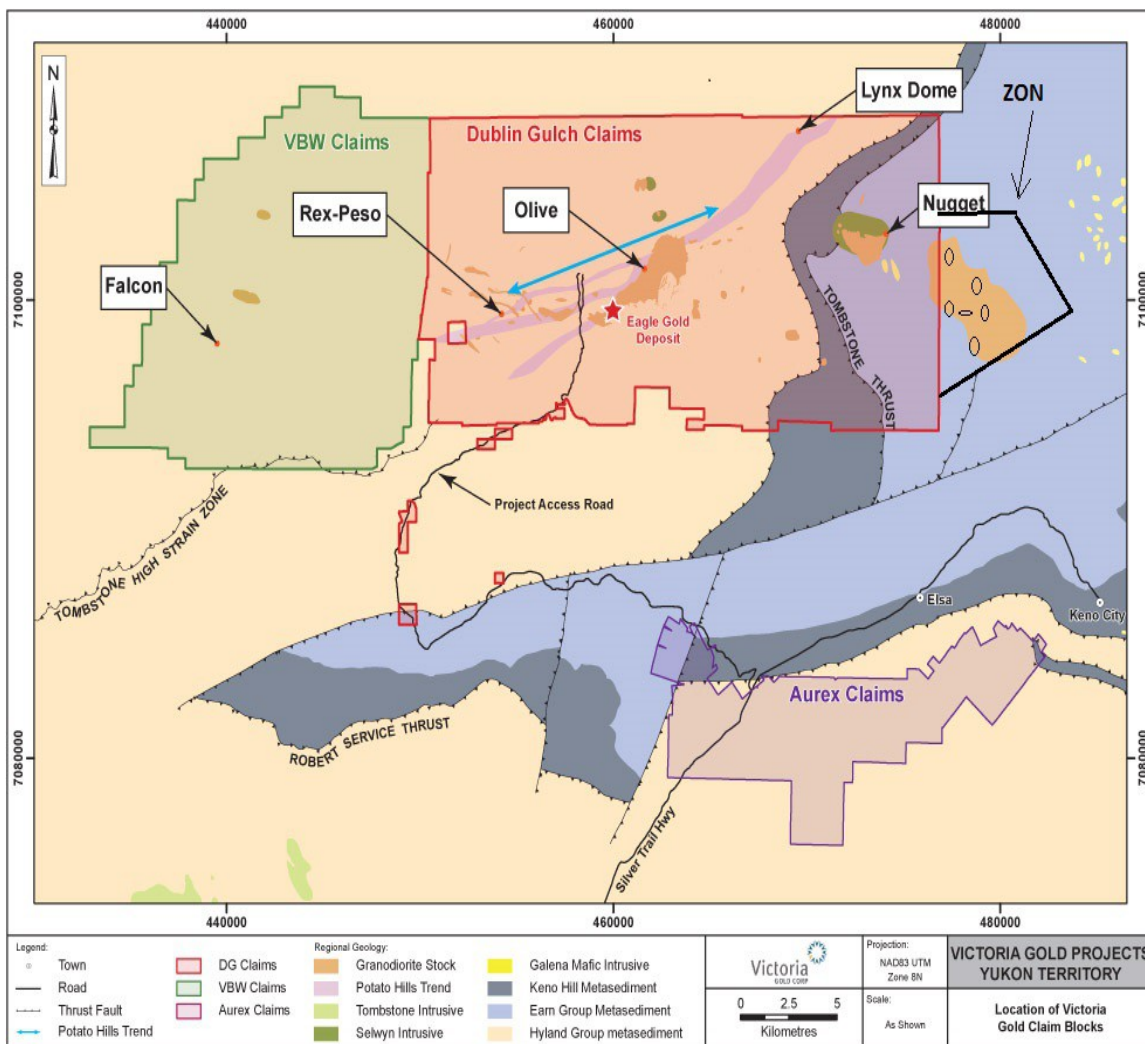 440000
460000
480000
N
ZON
Lynx Dome
VBW Claims
Dublin Gulch Claims
Rex-Peso
Olive
Nugget
Falcon
7100000
7100000
Eagle Gold
Deposit
TOMBSTONE THRUST
Project Access Road
TOMBSTONE HIGH STRAIN ZONE
Elsa
Keno City
Aurex Claims
ROBERT SERVICE THRUST
7080000
7080000
Silver Trail Hwy
440000
460000
480000
Legend:
Town
Road
Thrust Fault
Potato Hills Trend
DG Claims
VBW Claims
Aurex Claims
Regional Geology:
Granodiorite Stock
Potato Hills Trend
Tombstone Intrusive
Selwyn Intrusive
Galena Mafic Intrusive
Keno Hill Metasediment
Earn Group Metasediment
Hyland Group metasediment
Victoria
GOLD CORP
0 2.5 5
Kilometres
Projection:
NAD83 UTM
Zone 8N
Scale:
As Shown
VICTORIA GOLD PROJECTS
YUKON TERRITORY
Location of Victoria
Gold Claim Blocks